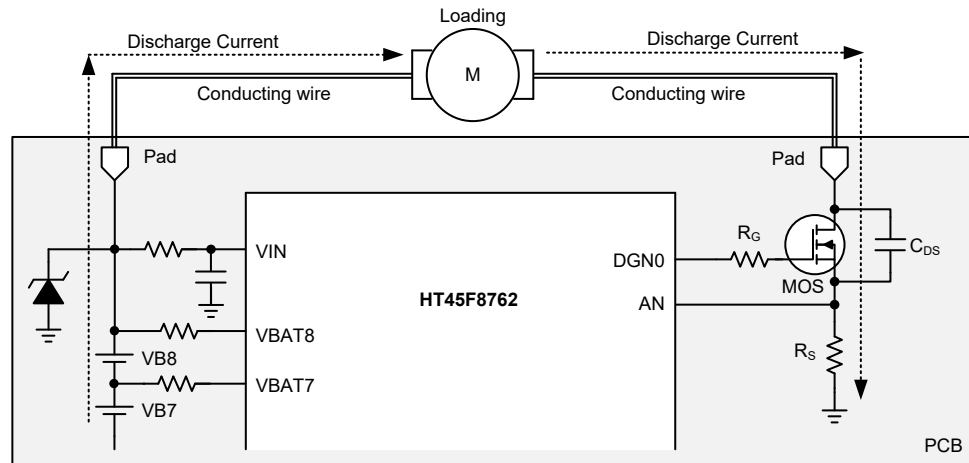 Loading
Discharge Current
Discharge Current
M
Conducting wire
Conducting wire
Pad
Pad
VIN
DGN0
RG
CDS
MOS
HT45F8762
AN
VBAT8
VB8
RS
VBAT7
VB7
PCB